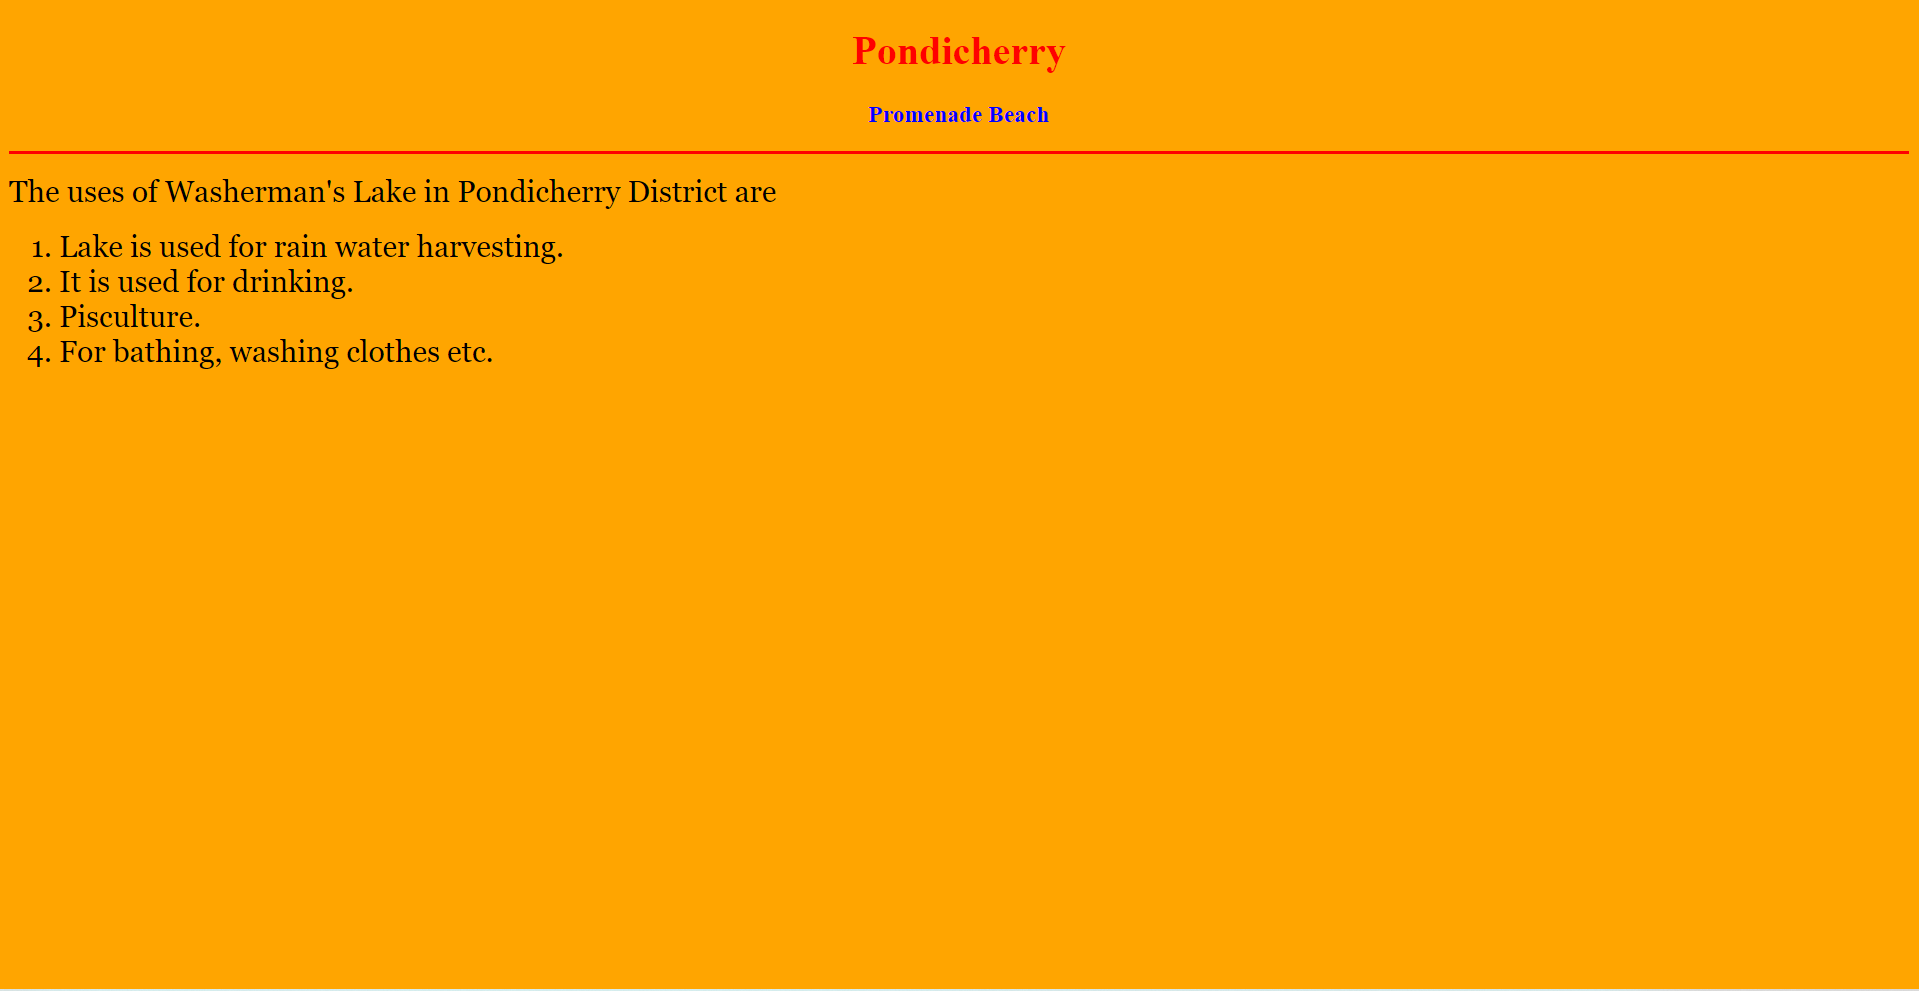 Pondicherry
Promenade Beach
The uses of Washerman's Lake in Pondicherry District are
1. Lake is used for rain water harvesting.
2. It is used for drinking.
3. Pisculture.
4. For bathing, washing clothes etc.